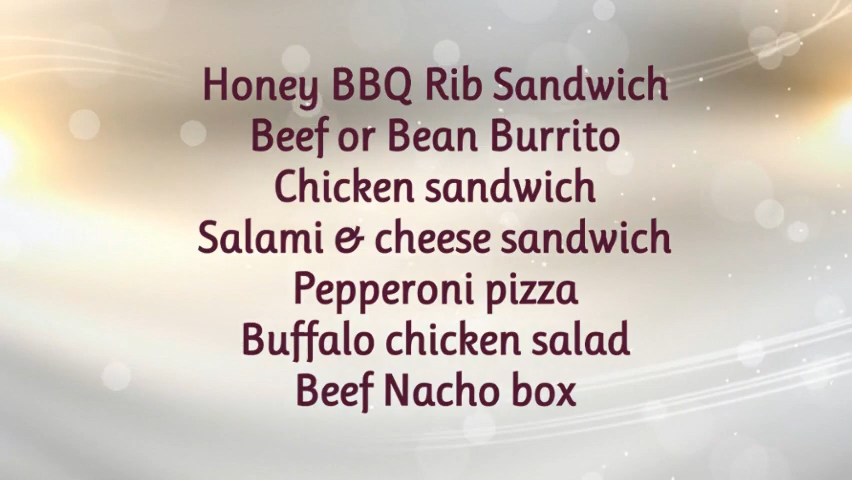 Honey BBQ Rib Sandwich
Beef or Bean Burrito
Chicken sandwich
Salami & cheese sandwich
Pepperoni pizza
Buffalo chicken salad
Beef Nacho box